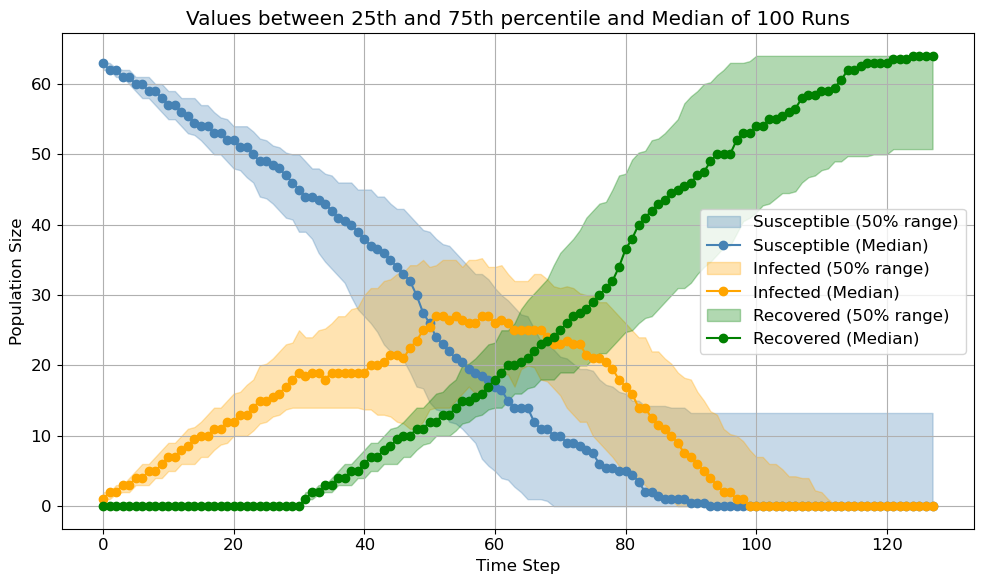 Values between 25th and 75th percentile and Median of 100 Runs
Population Size
60
50
40
30
20
10
0
Susceptible (50% range)
Susceptible (Median)
Infected (50% range)
Infected (Median)
Recovered (50% range)
Recovered (Median)
0 20 40 60 80 100 120
Time Step